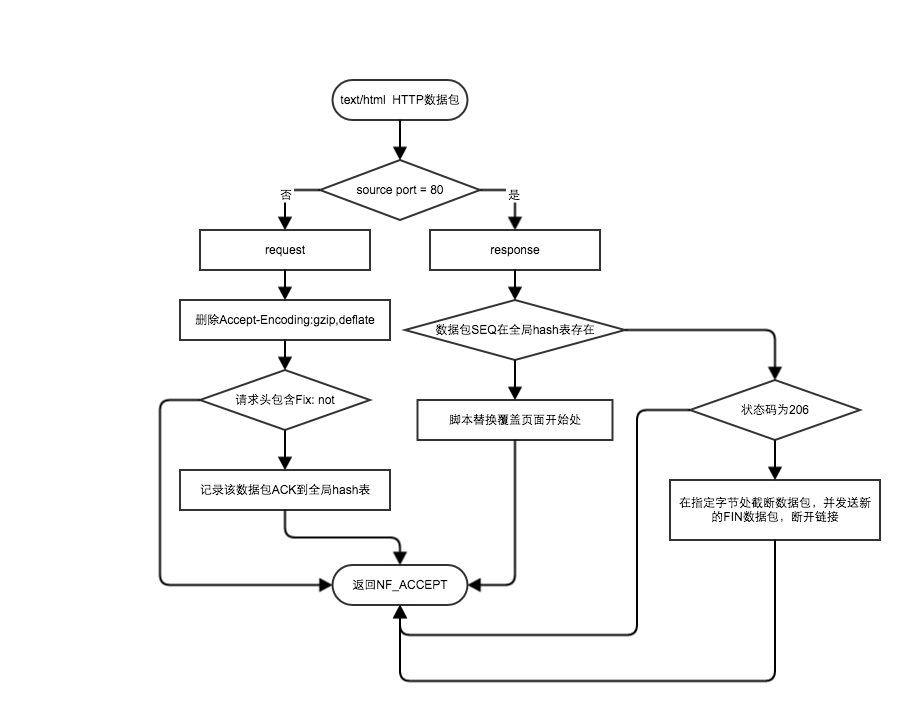 text/html HTTP数据包
source port = 80
否
是
request
response
删除Accept-Encoding:gzip,deflate
数据包SEQ在全局hash表存在
请求头包含Fix: not
脚本替换覆盖页面开始处
状态码为206
记录该数据包ACK到全局hash表
在指定字节处截断数据包，并发送新
的FIN数据包，断开链接
返回NF_ACCEPT